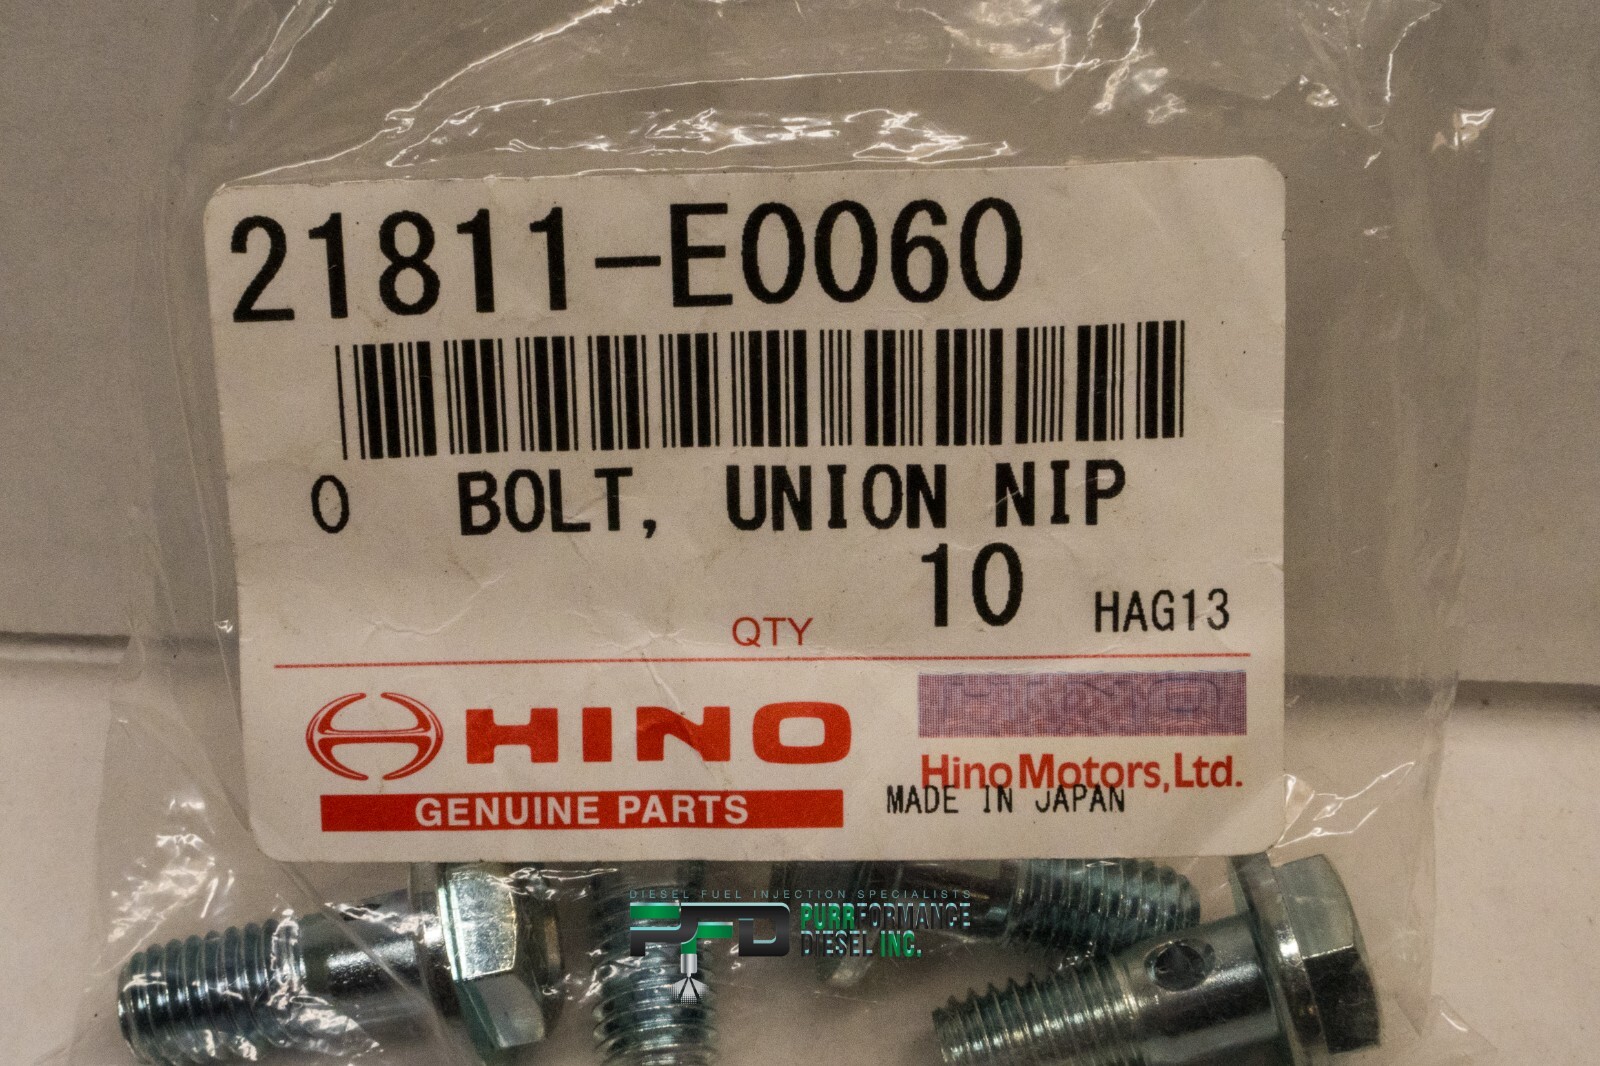 21811-E0060
0 BOLT, UNION NIP
10
QTY
HAG13
HINO
GENUINE PARTS
HINO
Hino Motors, Ltd.
MADE IN JAPAN
DIESEL FUEL INJECTION SPECIALISTS
PFD
PURRFORMANCE
DIESEL INC.